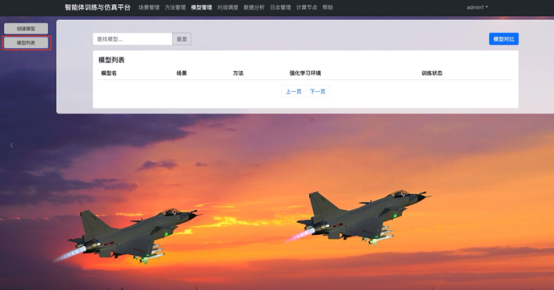 智能体训练与仿真平台 场景管理 方法管理 模型管理 对战调度 数据分析 日志管理 计算节点 帮助 admin1
创建模型
模型列表
查找模型... 重置 模型对比
模型列表
模型名 场景 方法 强化学习环境 训练状态
上一页 下一页